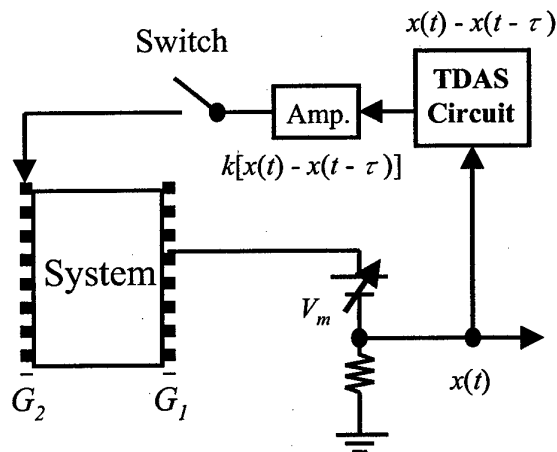 x(t) - x(t - τ)
Switch
TDAS
Circuit
Amp.
k[x(t) - x(t - τ)]
System
V_m
x(t)
G_2
G_1